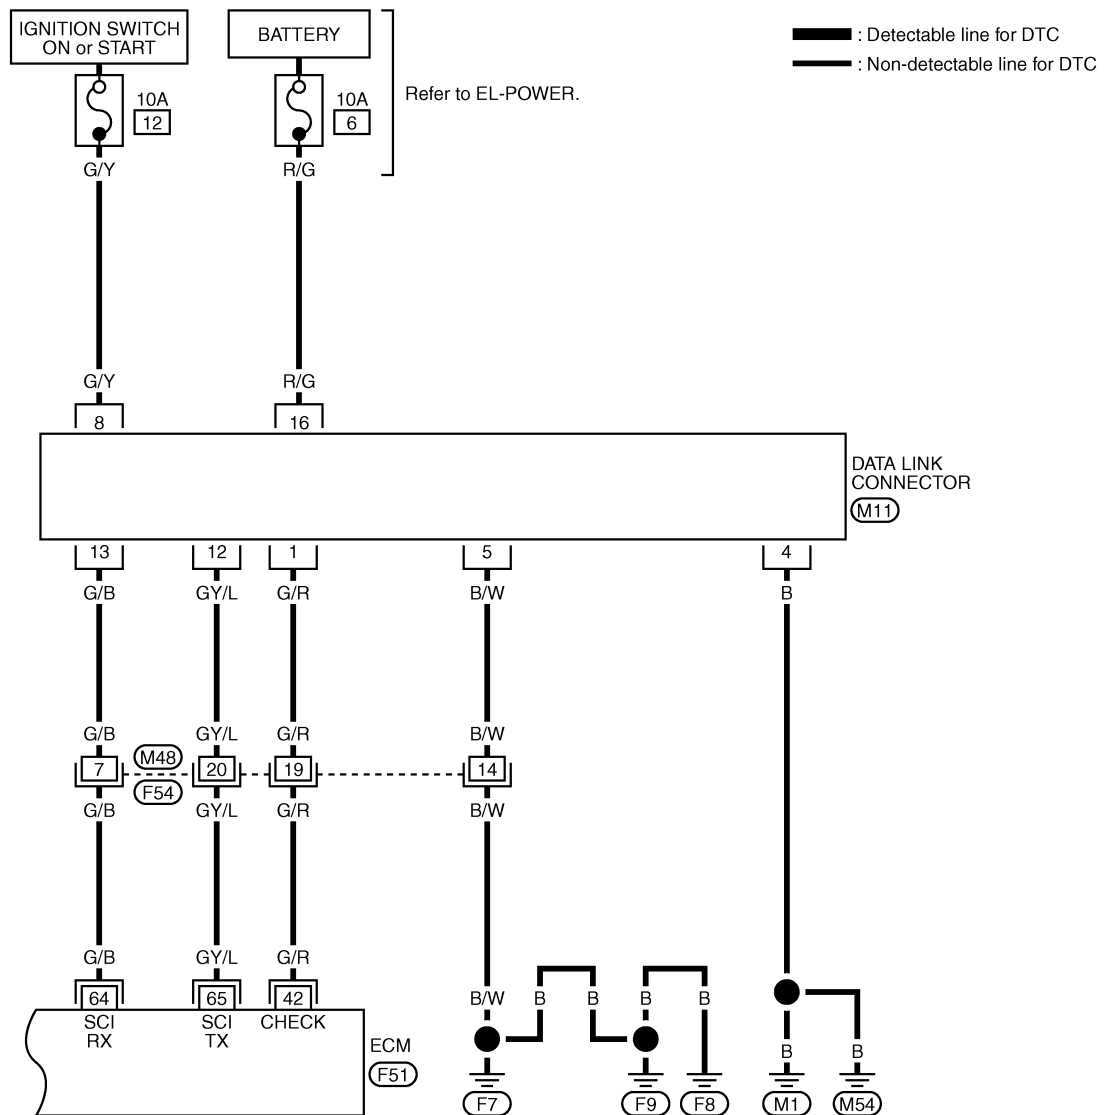 IGNITION SWITCH
ON or START
BATTERY
: Detectable line for DTC
: Non-detectable line for DTC
10A
12
10A
6
Refer to EL-POWER.
G/Y
R/G
G/Y
R/G
8
16
DATA LINK
CONNECTOR
M11
13
12
1
5
4
G/B
GY/L
G/R
B/W
B
G/B
GY/L
G/R
B/W
M48
7
20
19
14
F54
G/B
GY/L
G/R
B/W
G/B
GY/L
G/R
64
65
42
B/W
B
B
B
B
SCI
RX
SCI
TX
CHECK
ECM
F51
B
B
F7
F9
F8
M1
M54